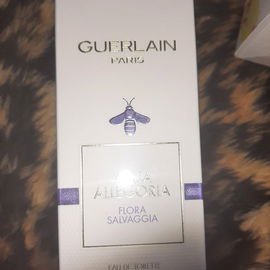 GUERLAIN
PARIS
ALLEGORIA
FLORA
SALVAGGIA
EAU DE TOILETTE